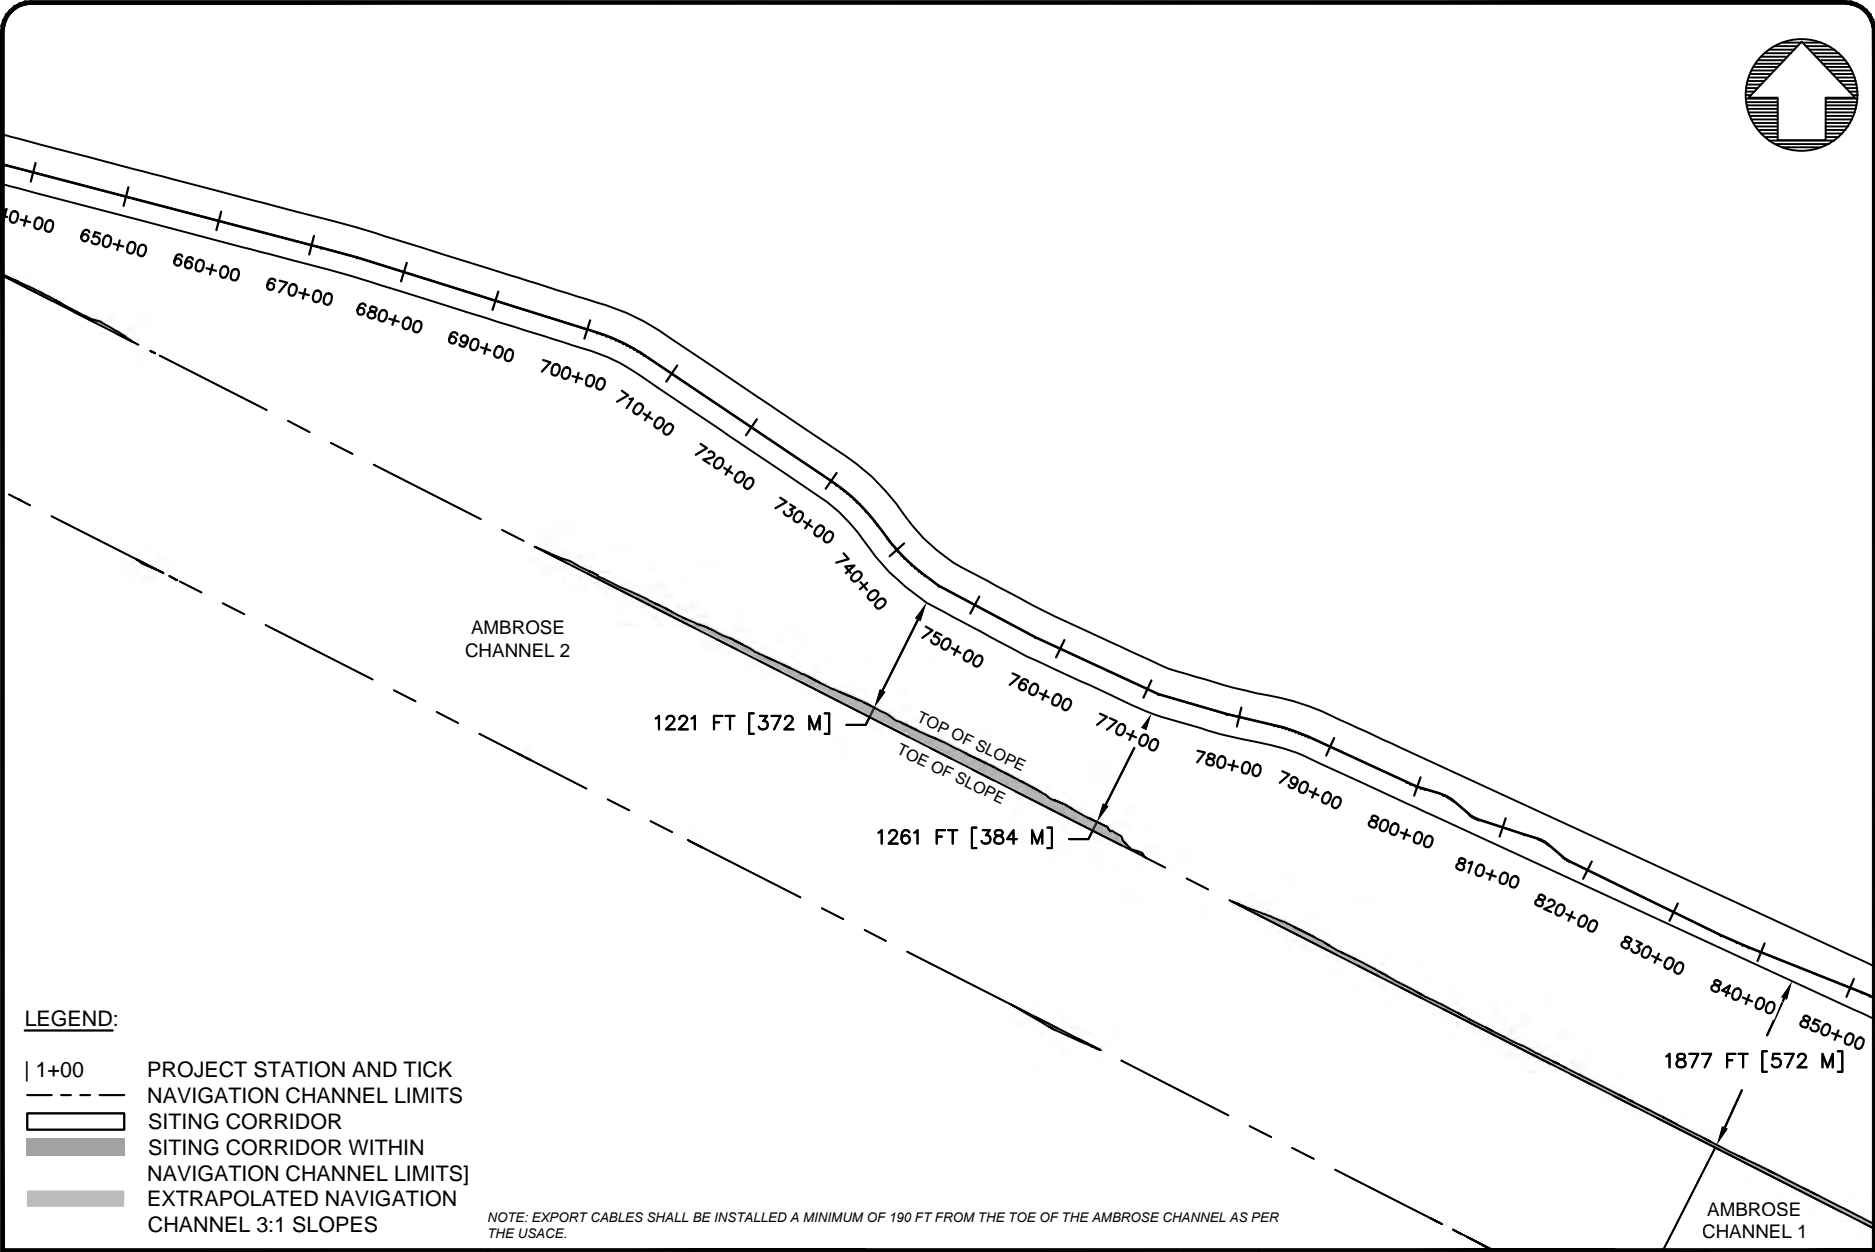 40+00
650+00
660+00
670+00
680+00
690+00
700+00
710+00
720+00
730+00
740+00
750+00
760+00
770+00
780+00
790+00
800+00
810+00
820+00
830+00
840+00
850+00
AMBROSE
CHANNEL 2
1221 FT [372 M]
TOP OF SLOPE
TOE OF SLOPE
1261 FT [384 M]
1877 FT [572 M]
AMBROSE
CHANNEL 1
LEGEND:
| 1+00 PROJECT STATION AND TICK
NAVIGATION CHANNEL LIMITS
SITING CORRIDOR
SITING CORRIDOR WITHIN
NAVIGATION CHANNEL LIMITS]
EXTRAPOLATED NAVIGATION
CHANNEL 3:1 SLOPES
NOTE: EXPORT CABLES SHALL BE INSTALLED A MINIMUM OF 190 FT FROM THE TOE OF THE AMBROSE CHANNEL AS PER
THE USACE.